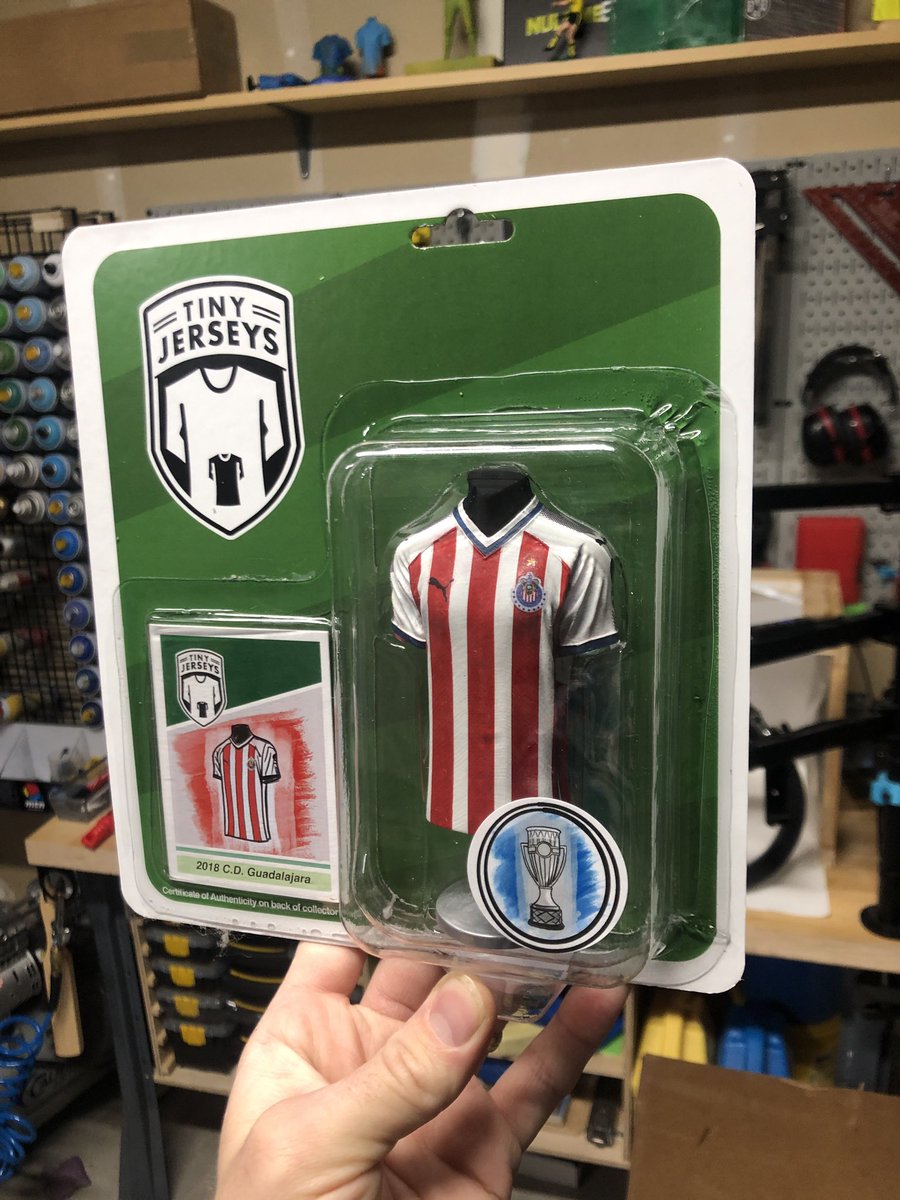 TINY
JERSEYS
TINY
JERSEYS
2018 C.D. Guadalajara
Certificate of Authenticity on back of collector